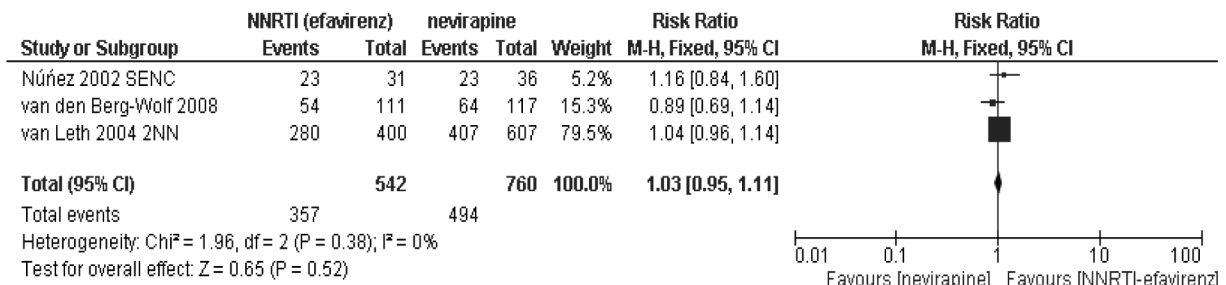 NNRTI (efavirenz) nevirapine Risk Ratio Risk Ratio
Study or Subgroup Events Total Events Total Weight M-H, Fixed, 95% CI M-H, Fixed, 95% CI
Núñez 2002 SENC 23 31 23 36 5.2% 1.16 [0.84, 1.60]
van den Berg-Wolf 2008 54 111 64 117 15.3% 0.89 [0.69, 1.14]
van Leth 2004 2NN 280 400 407 607 79.5% 1.04 [0.96, 1.14]
Total (95% CI) 542 760 100.0% 1.03 [0.95, 1.11]
Total events 357 494
Heterogeneity: Chi² = 1.96, df = 2 (P = 0.38); I² = 0%
Test for overall effect: Z = 0.65 (P = 0.52)
0.01 0.1 1 10 100
Favours [nevirapine] Favours [NNRTI-efavirenz]